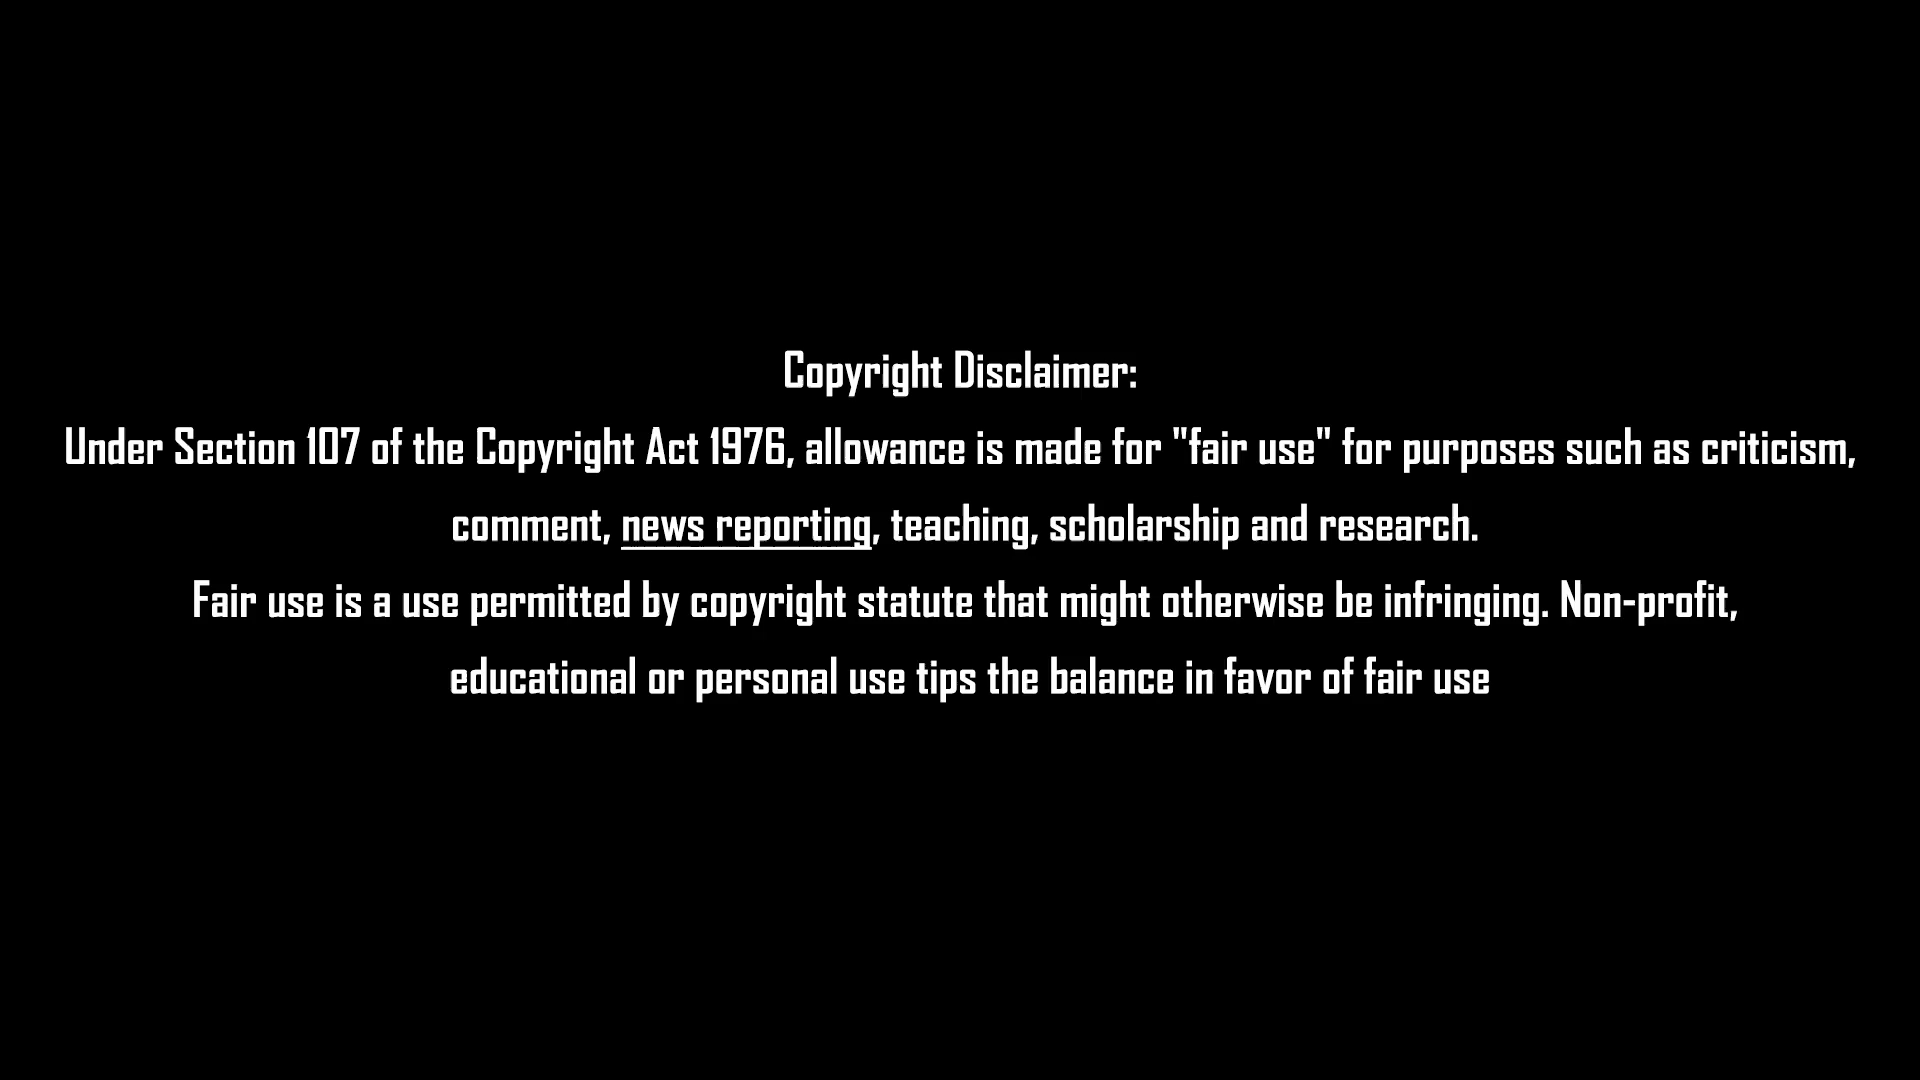 Copyright Disclaimer:
Under Section 107 of the Copyright Act 1976, allowance is made for "fair use" for purposes such as criticism,
comment, news reporting, teaching, scholarship and research.
Fair use is a use permitted by copyright statute that might otherwise be infringing. Non-profit,
educational or personal use tips the balance in favor of fair use